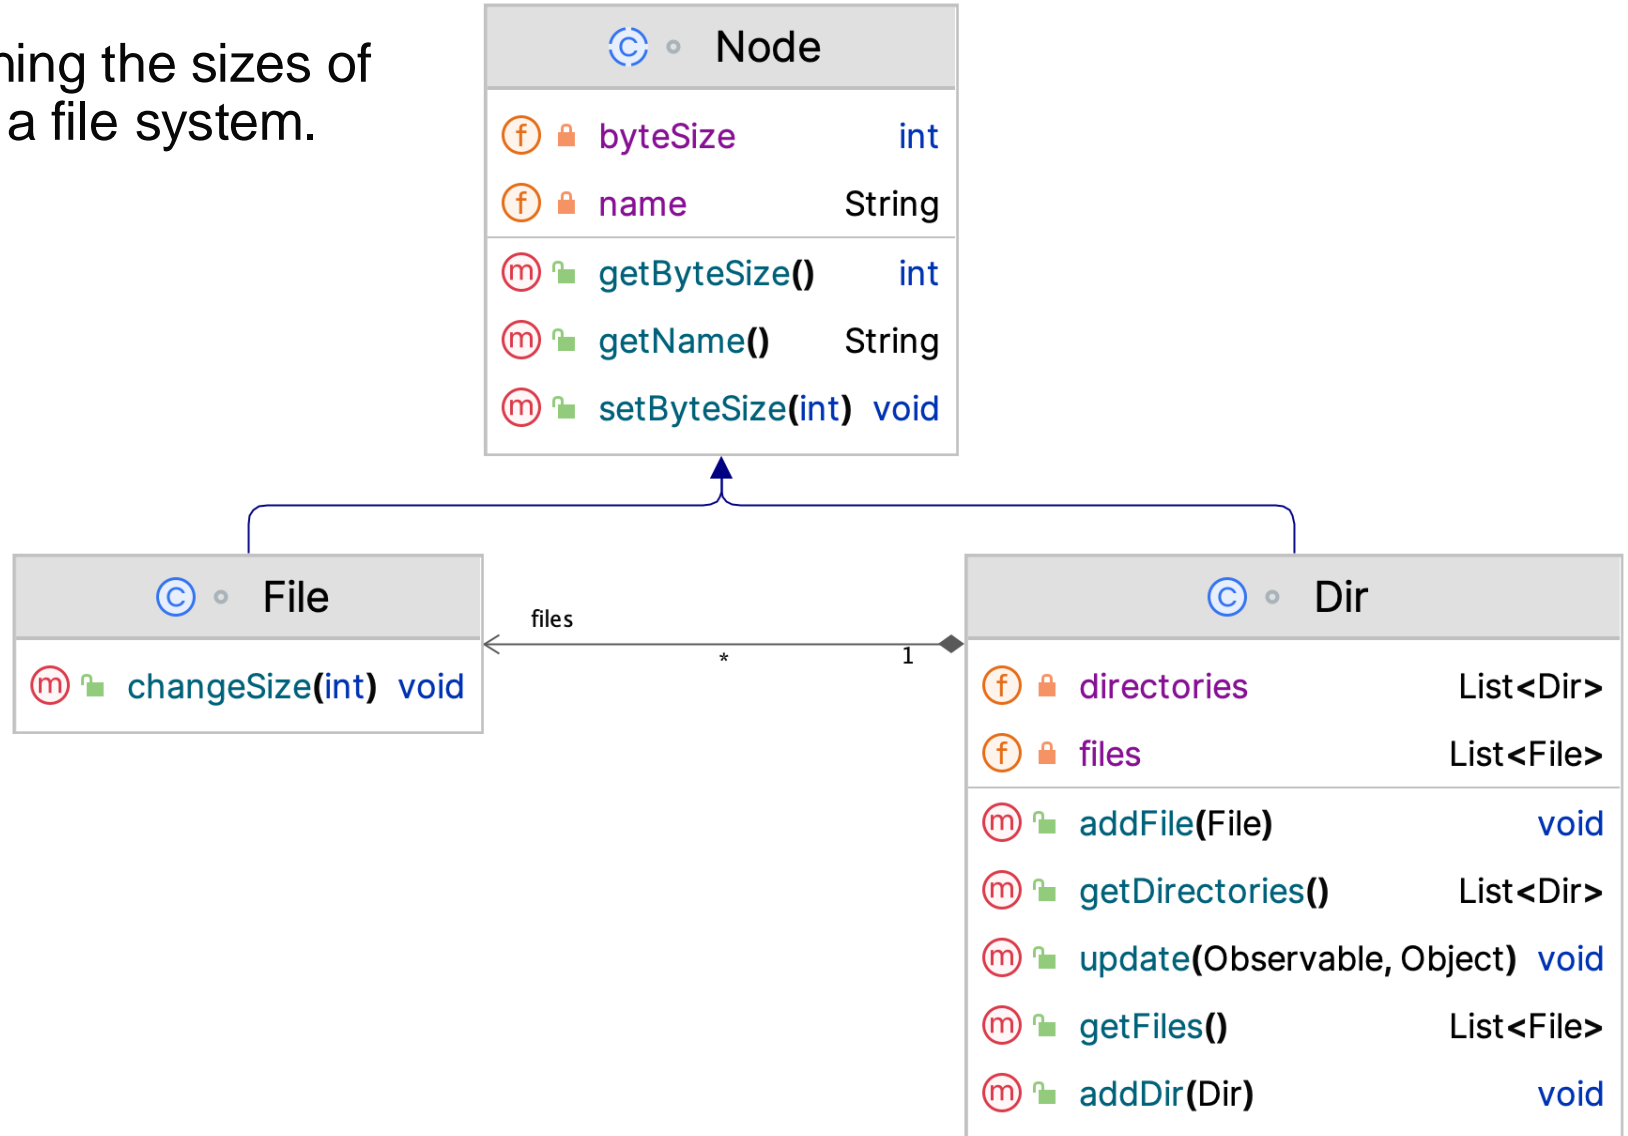 ning the sizes of
a file system.
Node
byteSize int
name String
getByteSize() int
getName() String
setByteSize(int) void
File
changeSize(int) void
files
*
1
Dir
directories List<Dir>
files List<File>
addFile(File) void
getDirectories() List<Dir>
update(Observable, Object) void
getFiles() List<File>
addDir(Dir) void